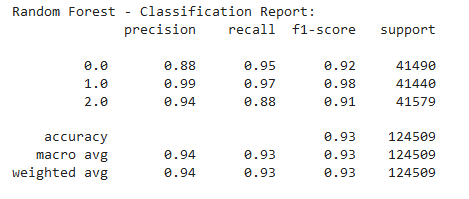 Random Forest - Classification Report:
precision recall f1-score support
0.0 0.88 0.95 0.92 41490
1.0 0.99 0.97 0.98 41440
2.0 0.94 0.88 0.91 41579
accuracy 0.93 124509
macro avg 0.94 0.93 0.93 124509
weighted avg 0.94 0.93 0.93 124509